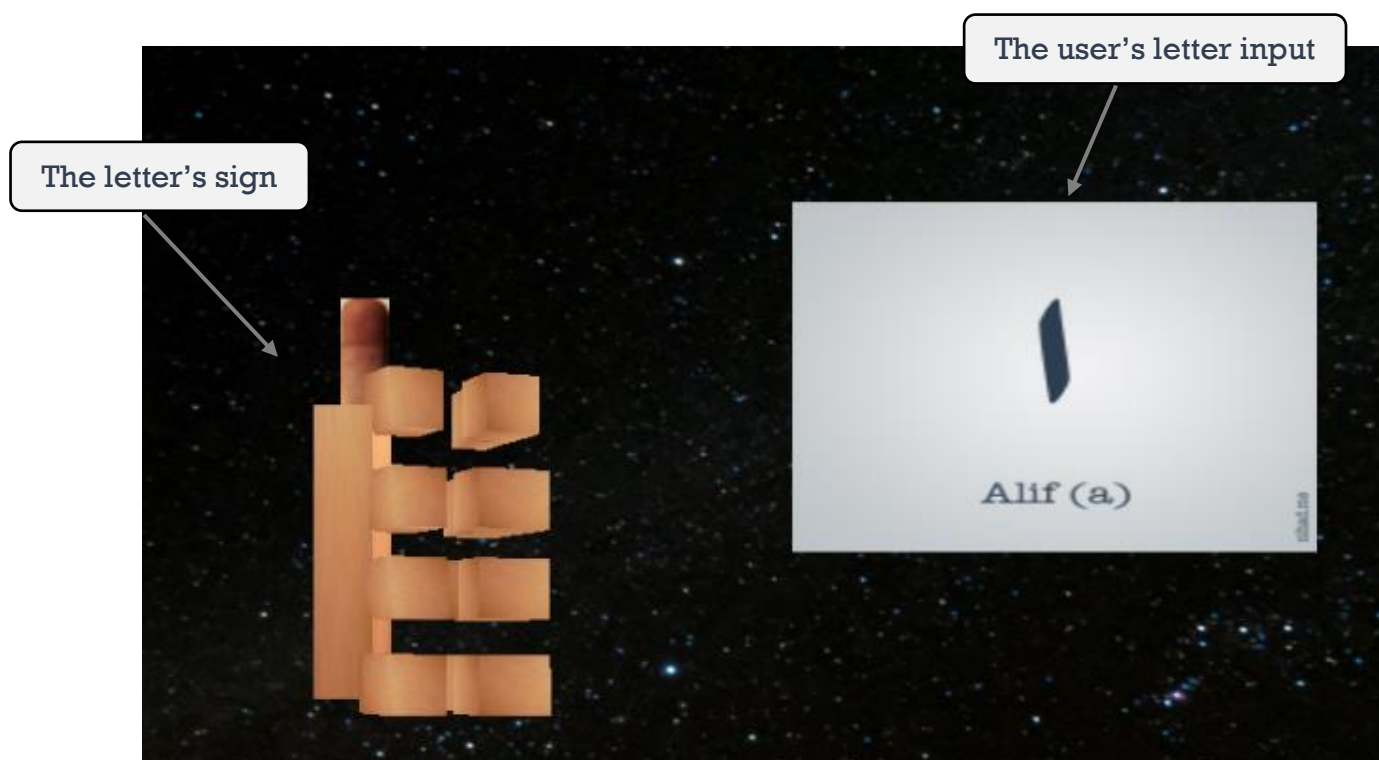 The user’s letter input
The letter’s sign
ا
Alif (a)